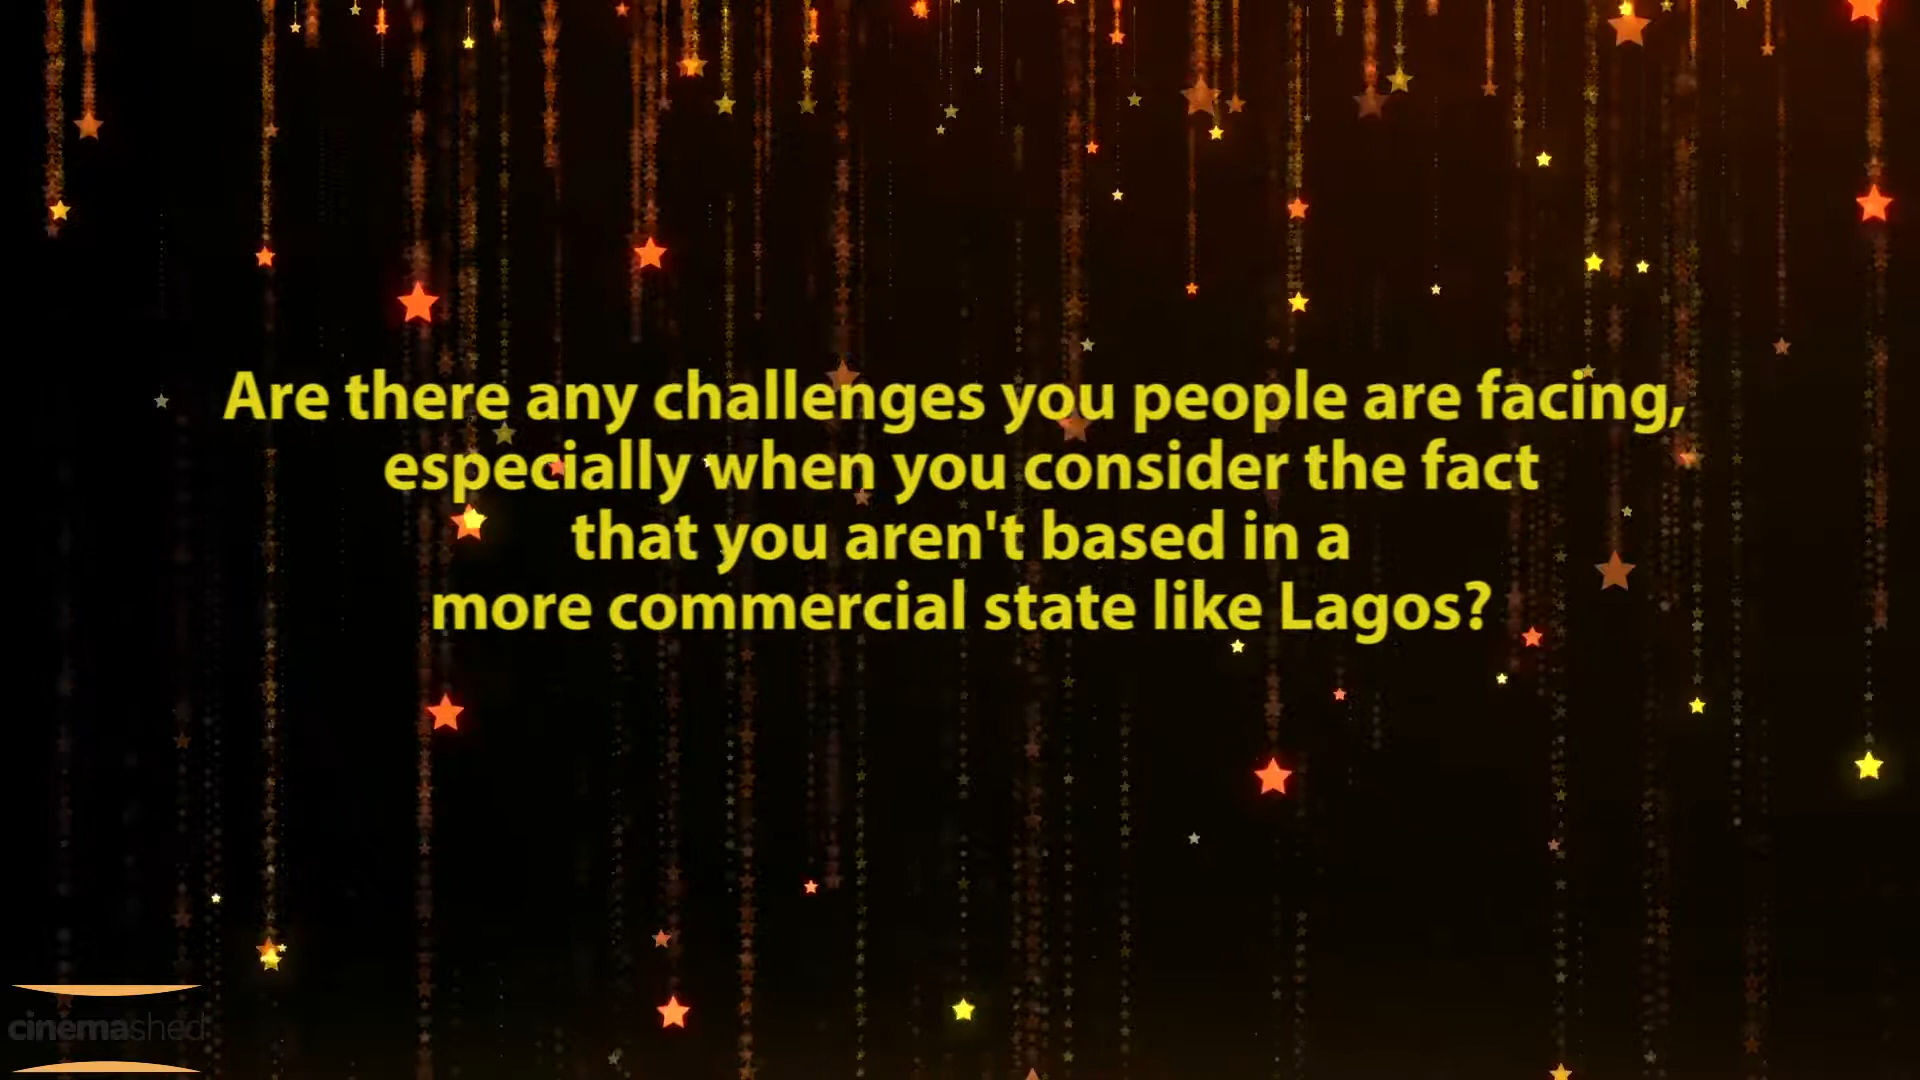 Are there any challenges you people are facing,
especially when you consider the fact
that you aren't based in a
more commercial state like Lagos?
cinemashed